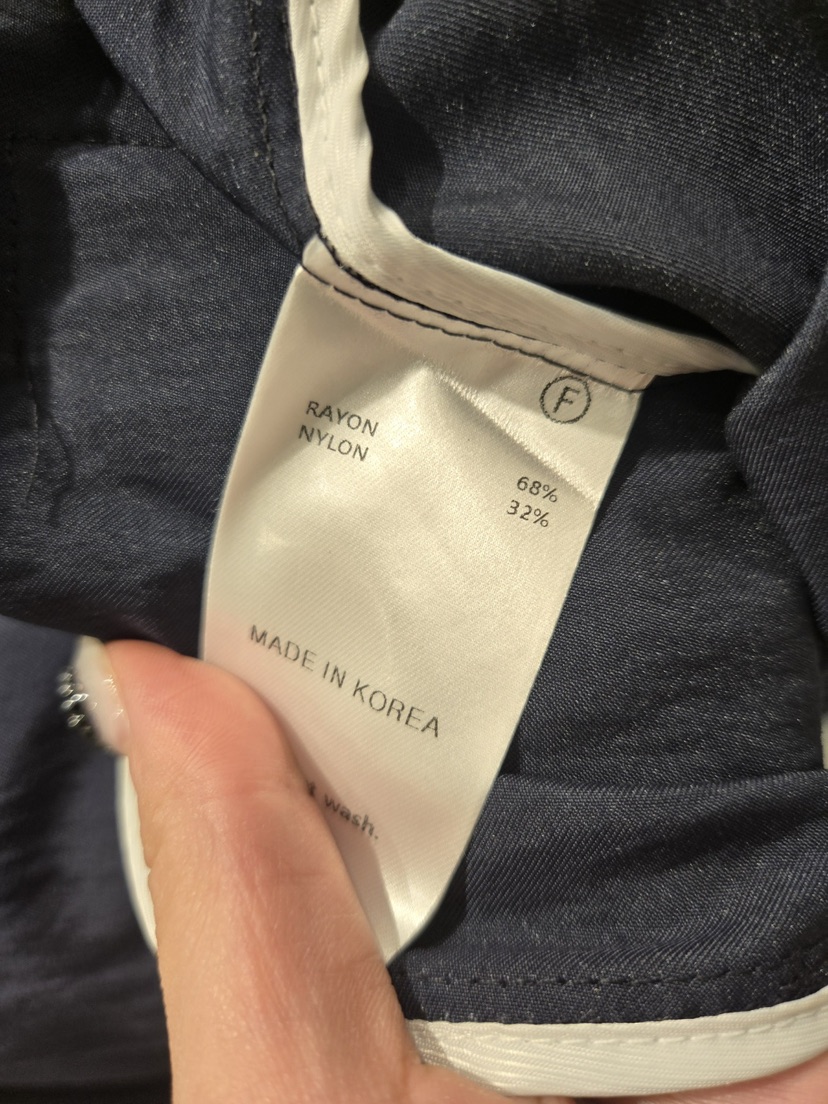 F
RAYON 68%
NYLON 32%
MADE IN KOREA
wash.